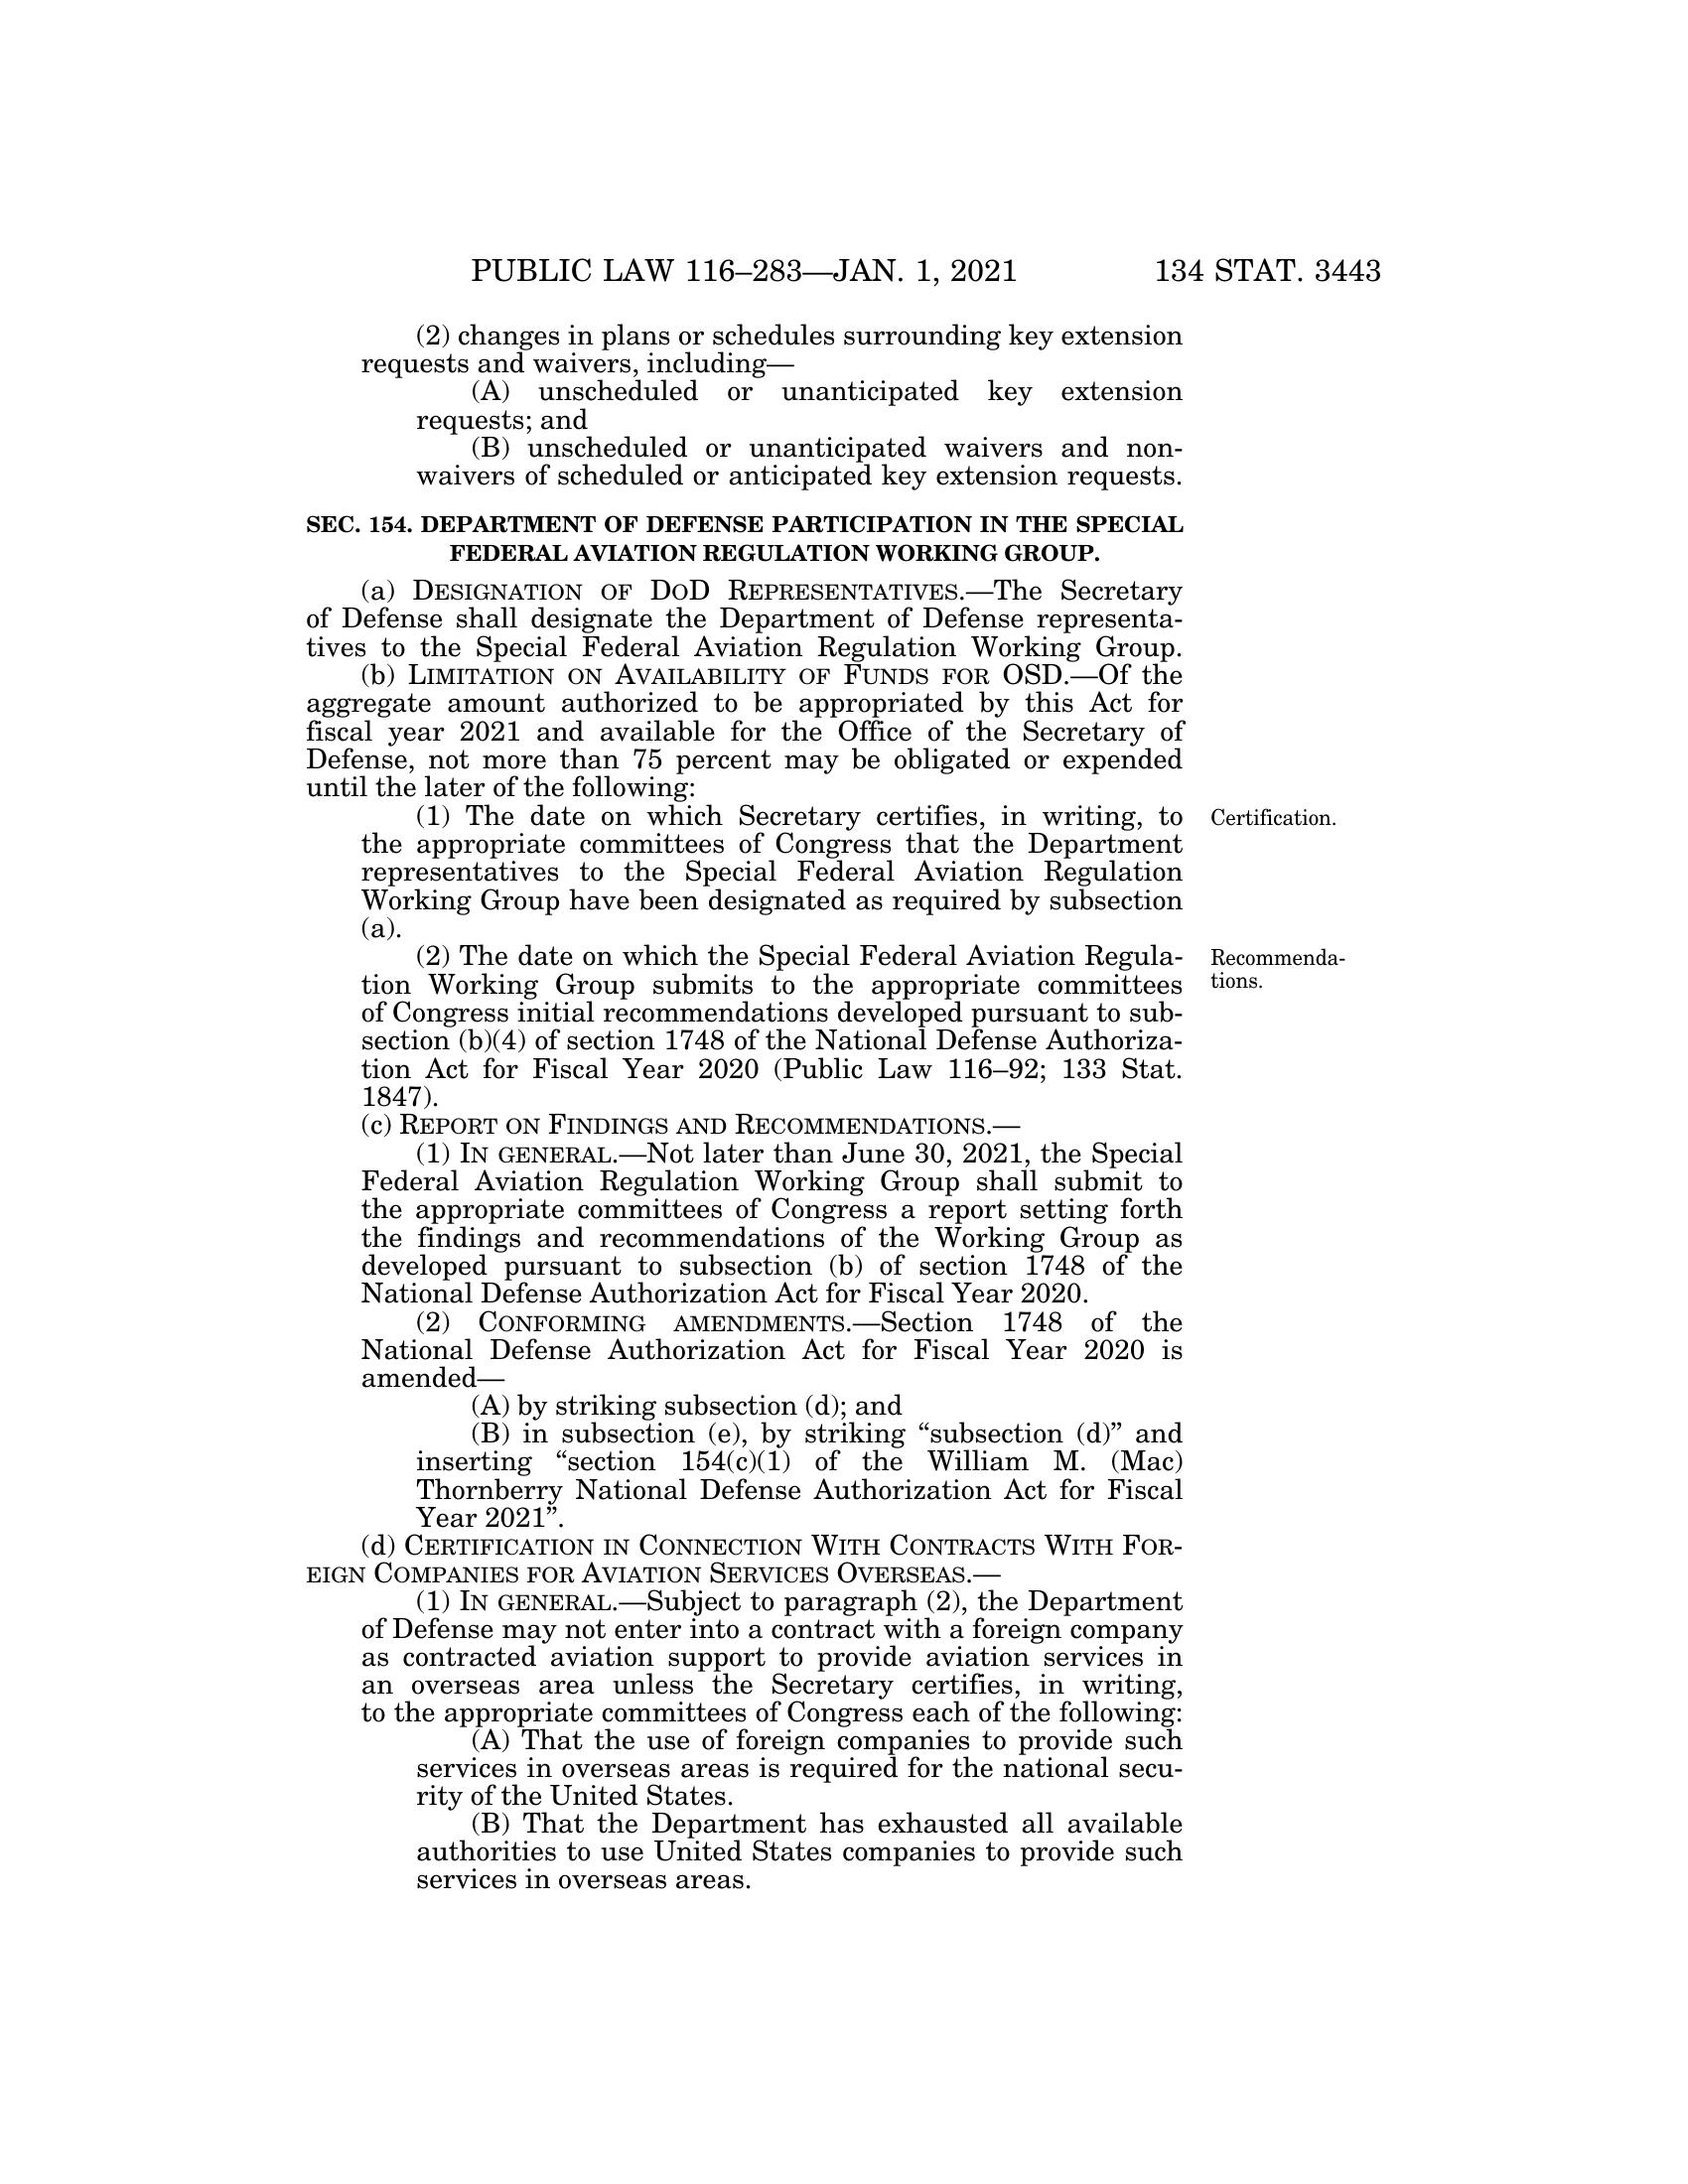 PUBLIC LAW 116–283—JAN. 1, 2021 134 STAT. 3443
(2) changes in plans or schedules surrounding key extension
requests and waivers, including—
(A) unscheduled or unanticipated key extension
requests; and
(B) unscheduled or unanticipated waivers and non-
waivers of scheduled or anticipated key extension requests.
SEC. 154. DEPARTMENT OF DEFENSE PARTICIPATION IN THE SPECIAL
FEDERAL AVIATION REGULATION WORKING GROUP.
(a) DESIGNATION OF DOD REPRESENTATIVES.—The Secretary
of Defense shall designate the Department of Defense representa-
tives to the Special Federal Aviation Regulation Working Group.
(b) LIMITATION ON AVAILABILITY OF FUNDS FOR OSD.—Of the
aggregate amount authorized to be appropriated by this Act for
fiscal year 2021 and available for the Office of the Secretary of
Defense, not more than 75 percent may be obligated or expended
until the later of the following:
(1) The date on which Secretary certifies, in writing, to
the appropriate committees of Congress that the Department
representatives to the Special Federal Aviation Regulation
Working Group have been designated as required by subsection
(a).
Certification.
(2) The date on which the Special Federal Aviation Regula-
tion Working Group submits to the appropriate committees
of Congress initial recommendations developed pursuant to sub-
section (b)(4) of section 1748 of the National Defense Authoriza-
tion Act for Fiscal Year 2020 (Public Law 116–92; 133 Stat.
1847).
Recommenda-
tions.
(c) REPORT ON FINDINGS AND RECOMMENDATIONS.—
(1) IN GENERAL.—Not later than June 30, 2021, the Special
Federal Aviation Regulation Working Group shall submit to
the appropriate committees of Congress a report setting forth
the findings and recommendations of the Working Group as
developed pursuant to subsection (b) of section 1748 of the
National Defense Authorization Act for Fiscal Year 2020.
(2) CONFORMING AMENDMENTS.—Section 1748 of the
National Defense Authorization Act for Fiscal Year 2020 is
amended—
(A) by striking subsection (d); and
(B) in subsection (e), by striking “subsection (d)” and
inserting “section 154(c)(1) of the William M. (Mac)
Thornberry National Defense Authorization Act for Fiscal
Year 2021”.
(d) CERTIFICATION IN CONNECTION WITH CONTRACTS WITH FOR-
EIGN COMPANIES FOR AVIATION SERVICES OVERSEAS.—
(1) IN GENERAL.—Subject to paragraph (2), the Department
of Defense may not enter into a contract with a foreign company
as contracted aviation support to provide aviation services in
an overseas area unless the Secretary certifies, in writing,
to the appropriate committees of Congress each of the following:
(A) That the use of foreign companies to provide such
services in overseas areas is required for the national secu-
rity of the United States.
(B) That the Department has exhausted all available
authorities to use United States companies to provide such
services in overseas areas.